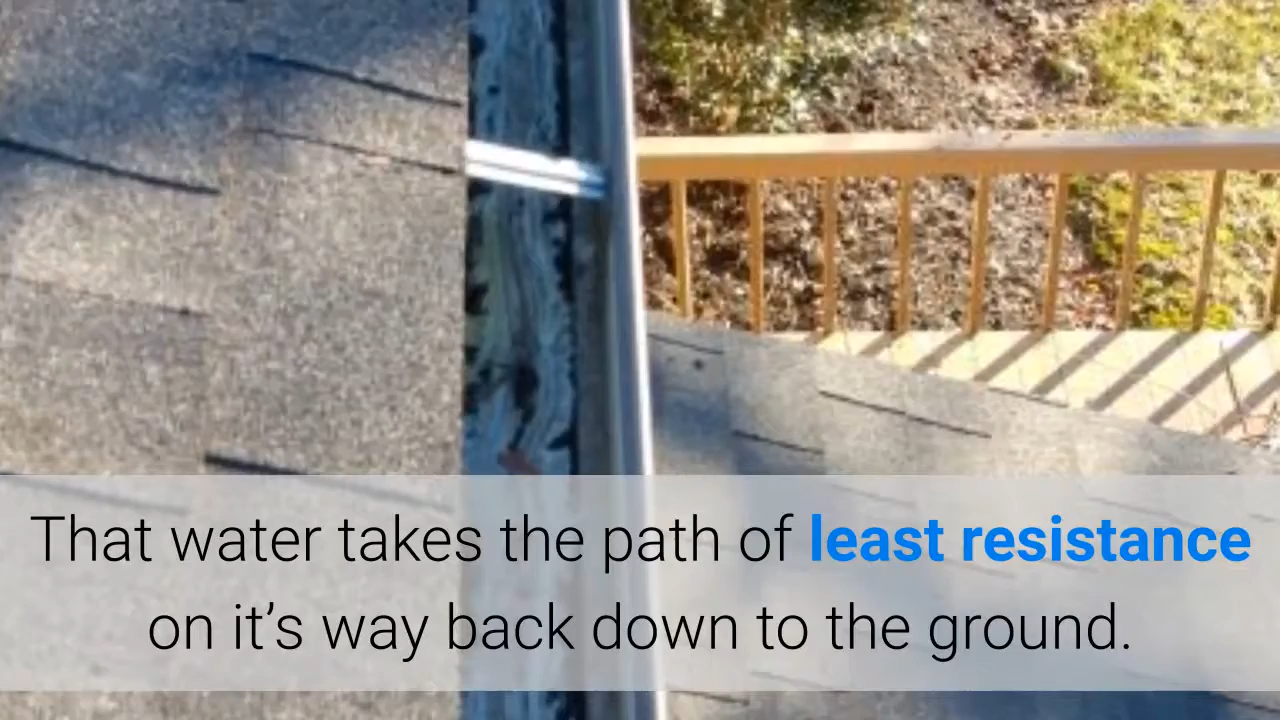 That water takes the path of least resistance
on it’s way back down to the ground.